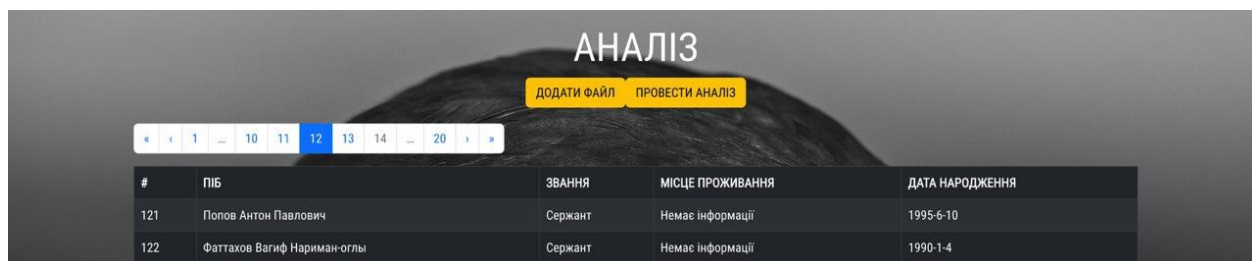 АНАЛІЗ
ДОДАТИ ФАЙЛ ПРОВЕСТИ АНАЛІЗ
« ‹ 1 … 10 11 12 13 14 … 20 › »
# ПІБ ЗВАННЯ МІСЦЕ ПРОЖИВАННЯ ДАТА НАРОДЖЕННЯ
121 Попов Антон Павлович Сержант Немає інформації 1995-6-10
122 Фаттахов Вагиф Нариман-оглы Сержант Немає інформації 1990-1-4